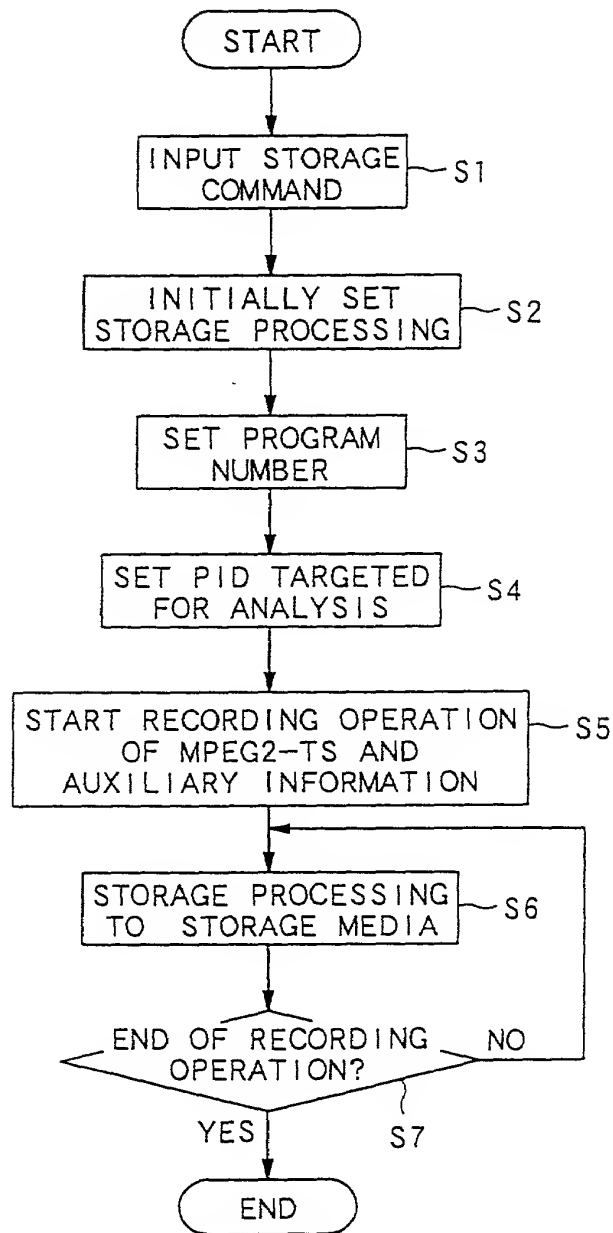 START
INPUT STORAGE
COMMAND
S1
INITIALLY SET
STORAGE PROCESSING
S2
SET PROGRAM
NUMBER
S3
SET PID TARGETED
FOR ANALYSIS
S4
START RECORDING OPERATION
OF MPEG2-TS AND
AUXILIARY INFORMATION
S5
STORAGE PROCESSING
TO STORAGE MEDIA
S6
END OF RECORDING
OPERATION?
NO
S7
YES
END